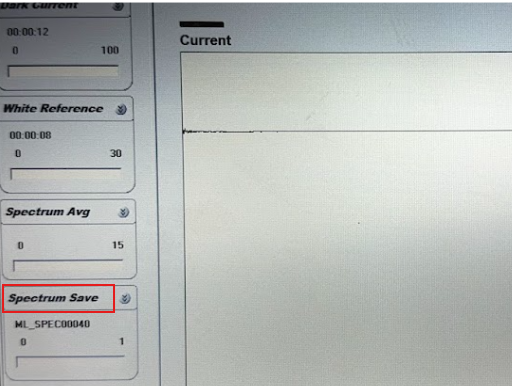 Dark Current
00:00:12
0 100
Current
White Reference
00:00:08
0 30
Spectrum Avg
0 15
Spectrum Save
ML_SPEC00040
0 1